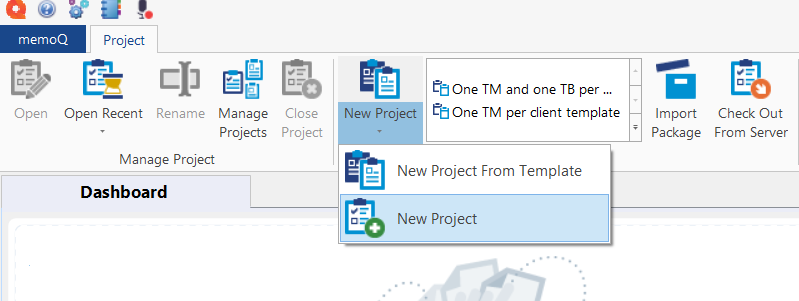 memoQ
Project
Open
Open Recent
Rename
Manage
Projects
Close
Project
New Project
One TM and one TB per ...
One TM per client template
Import
Package
Check Out
From Server
Manage Project
New Project From Template
New Project
Dashboard